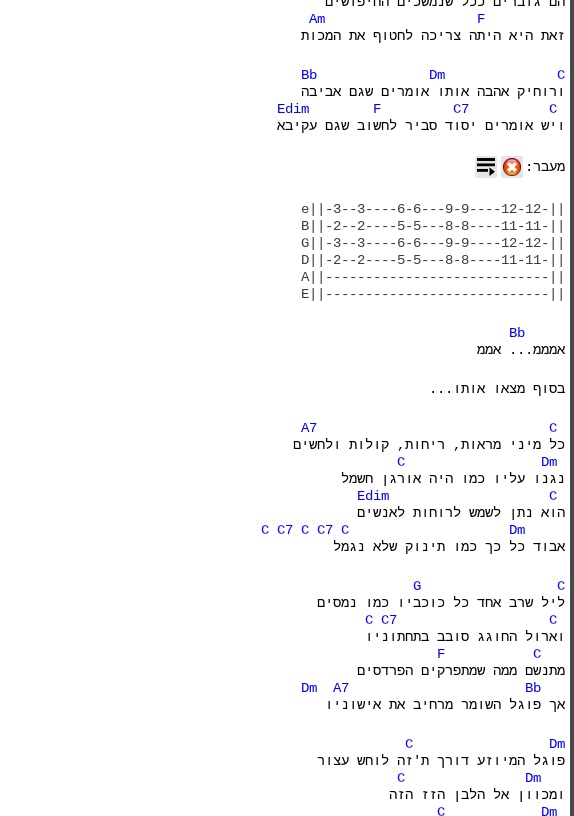 הם גוברים ככל שנמשכים החיפושים
Am                   F
זאת היא היתה צריכה לחטוף את המכות
Bb              Dm              C
ורוחיק אהבה אותו אומרים שגם אביבה
Edim        F         C7          C
ויש אומרים יסוד סביר לחשוב שגם עקיבא
מעבר:
e||-3--3----6-6---9-9----12-12-||
B||-2--2----5-5---8-8----11-11-||
G||-3--3----6-6---9-9----12-12-||
D||-2--2----5-5---8-8----11-11-||
A||----------------------------||
E||----------------------------||
Bb
אמממ... אממ
בסוף מצאו אותו...
A7                             C
כל מיני מראות, ריחות, קולות ולחשים
C                 Dm
נגנו עליו כמו היה אורגן חשמל
Edim                    C
הוא נתן לשמש לרוחות לאנשים
C C7 C C7 C                    Dm
אבוד כל כך כמו תינוק שלא נגמל
G                 C
ליל שרב אחד כל כוכביו כמו נמסים
C C7                   C
וארול החוגג סובב בתחתוניו
F           C
מתנשם ממה שמתפרקים הפרדסים
Dm  A7                      Bb
אך פוגל השומר מרחיב את אישוניו
C                 Dm
פוגל המיוזע דורך ת'זה לוחש עצור
C               Dm
ומכוון אל הלבן הזז הזה
C            Dm